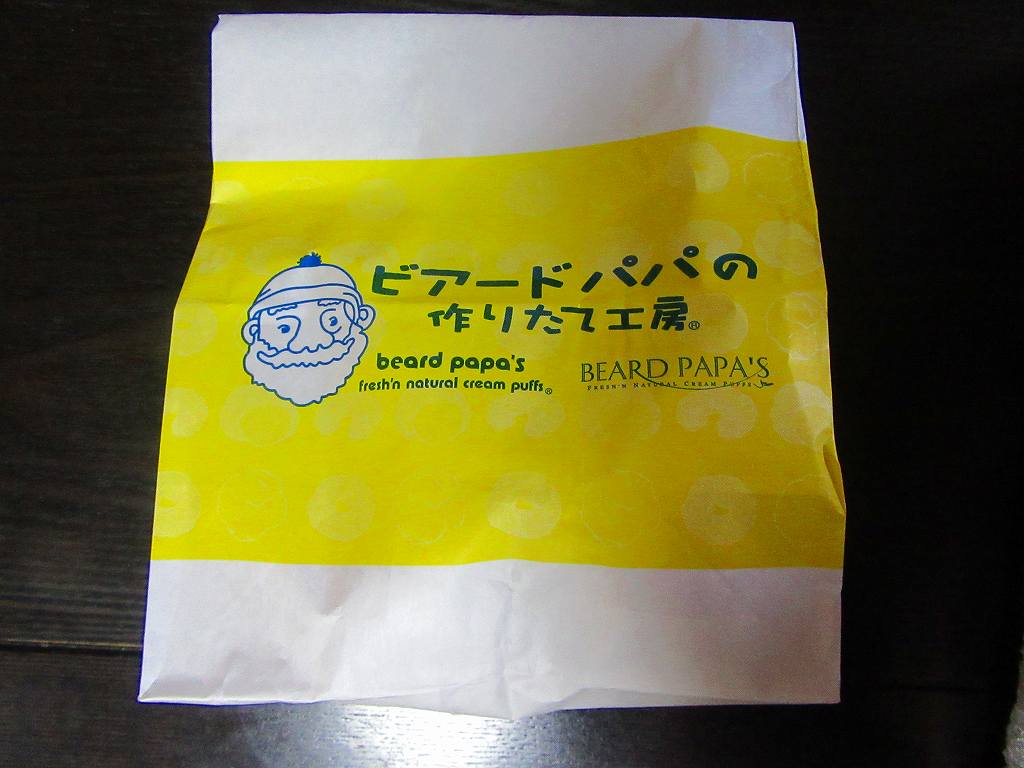 ビアードパパの
作りたて工房®
beard papa's
fresh'n natural cream puffs®
BEARD PAPA'S
FRESH'N NATURAL CREAM PUFFS